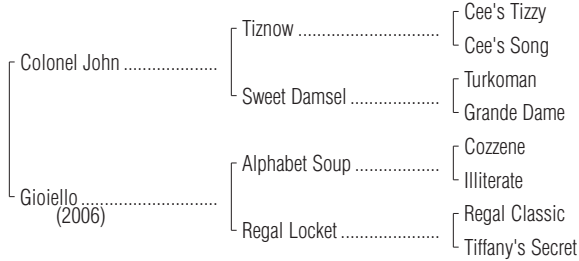 Cee's Tizzy
Tiznow ..................................
Cee's Song
Colonel John ......................
Turkoman
Sweet Damsel .....................
Grande Dame
Cozzene
Alphabet Soup ....................
Illiterate
Gioiello ................................
(2006)
Regal Classic
Regal Locket .......................
Tiffany's Secret